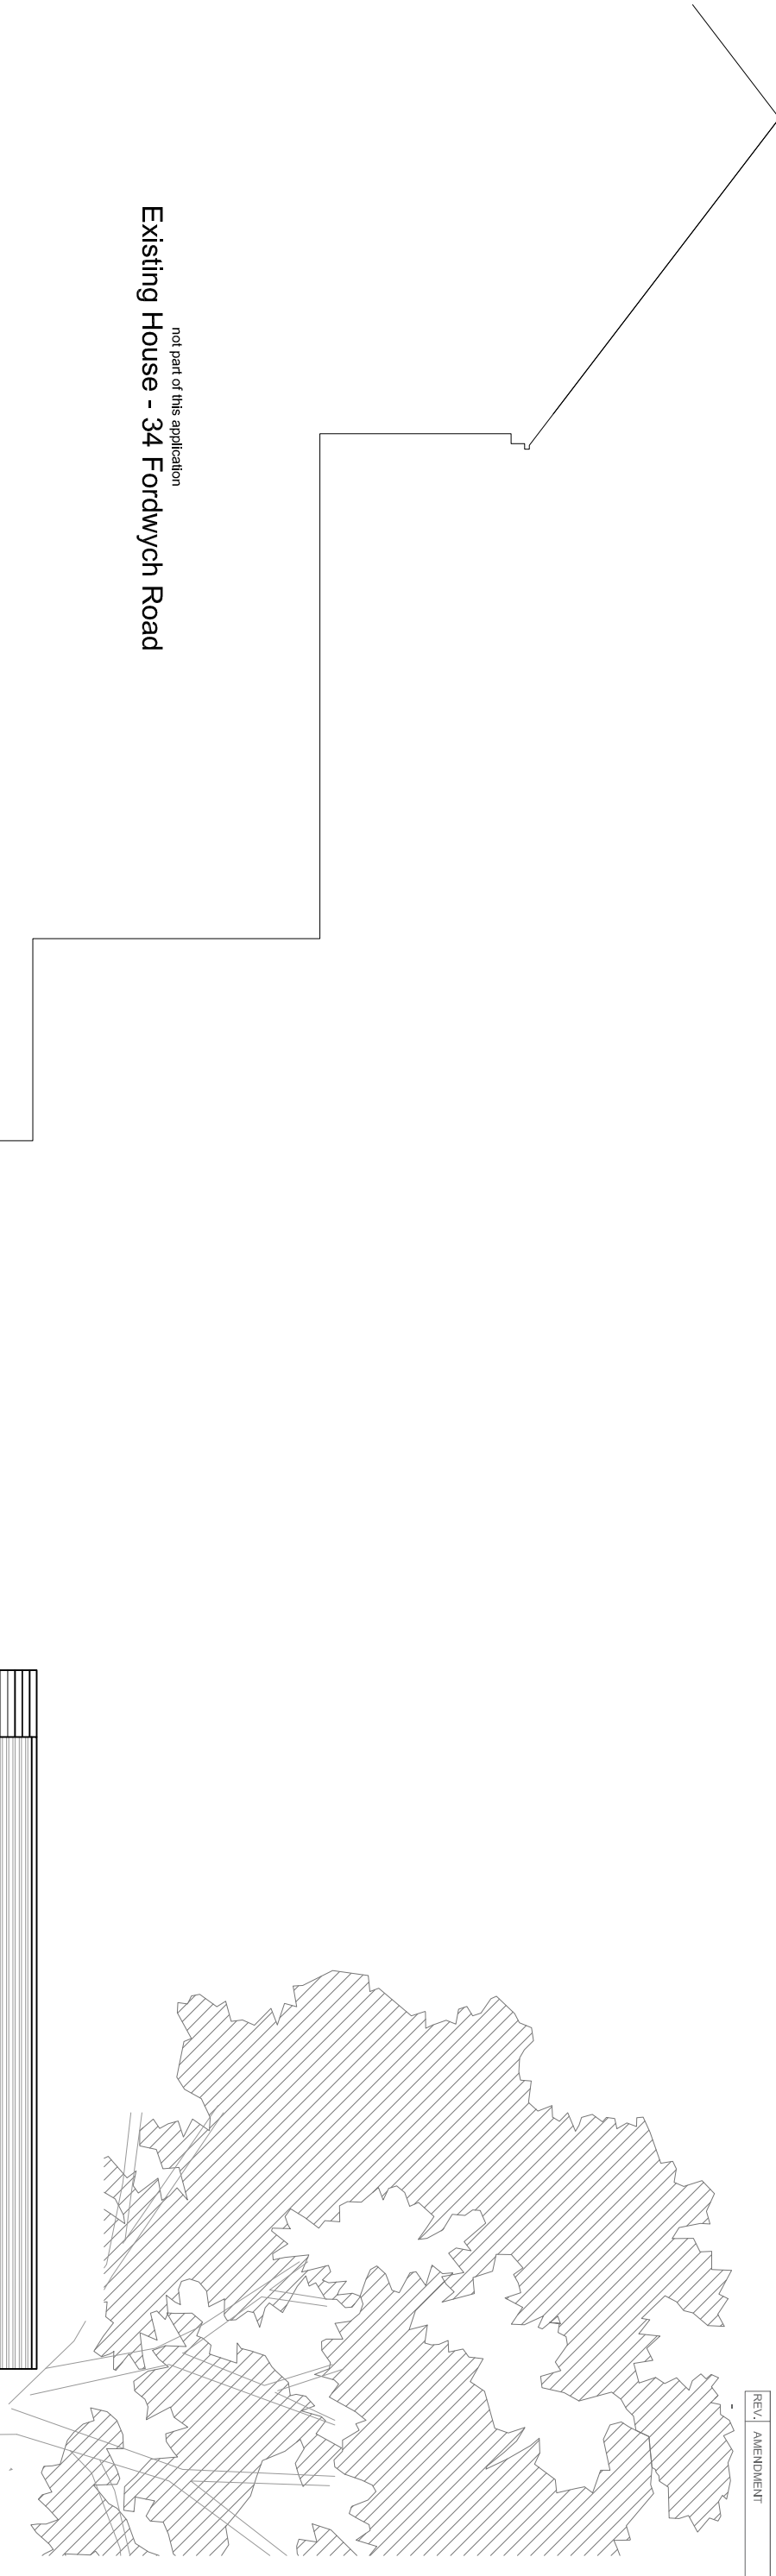 not part of this application
Existing House - 34 Fordwych Road
REV. AMENDMENT
-